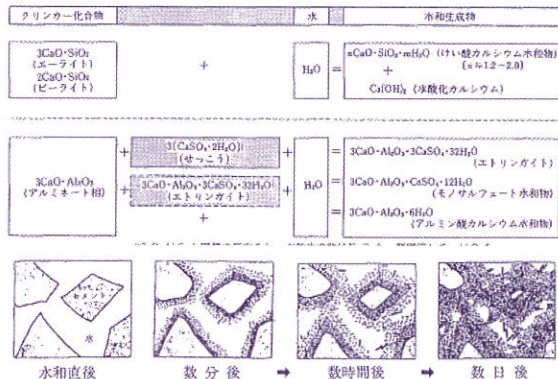 クリンカー化合物 水 水和生成物
3CaO・SiO₂
(エーライト)
2CaO・SiO₂
(ビーライト)
+
H₂O
=
nCaO・SiO₂・mH₂O (けい酸カルシウム水和物)
(n≒1.2~2.0)
+
Ca(OH)₂ (水酸化カルシウム)
3CaO・Al₂O₃
(アルミネート相)
+ 3(CaSO₄・2H₂O) + = 3CaO・Al₂O₃・3CaSO₄・32H₂O
(せっこう) (エトリンガイト)
+ 3CaO・Al₂O₃・3CaSO₄・32H₂O + H₂O = 3CaO・Al₂O₃・CaSO₄・12H₂O
(エトリンガイト) (モノサルフェート水和物)
+ = 3CaO・Al₂O₃・6H₂O
(アルミン酸カルシウム水和物)
セメント
水
水和直後 数分後 ➡ 数時間後 ➡ 数日後